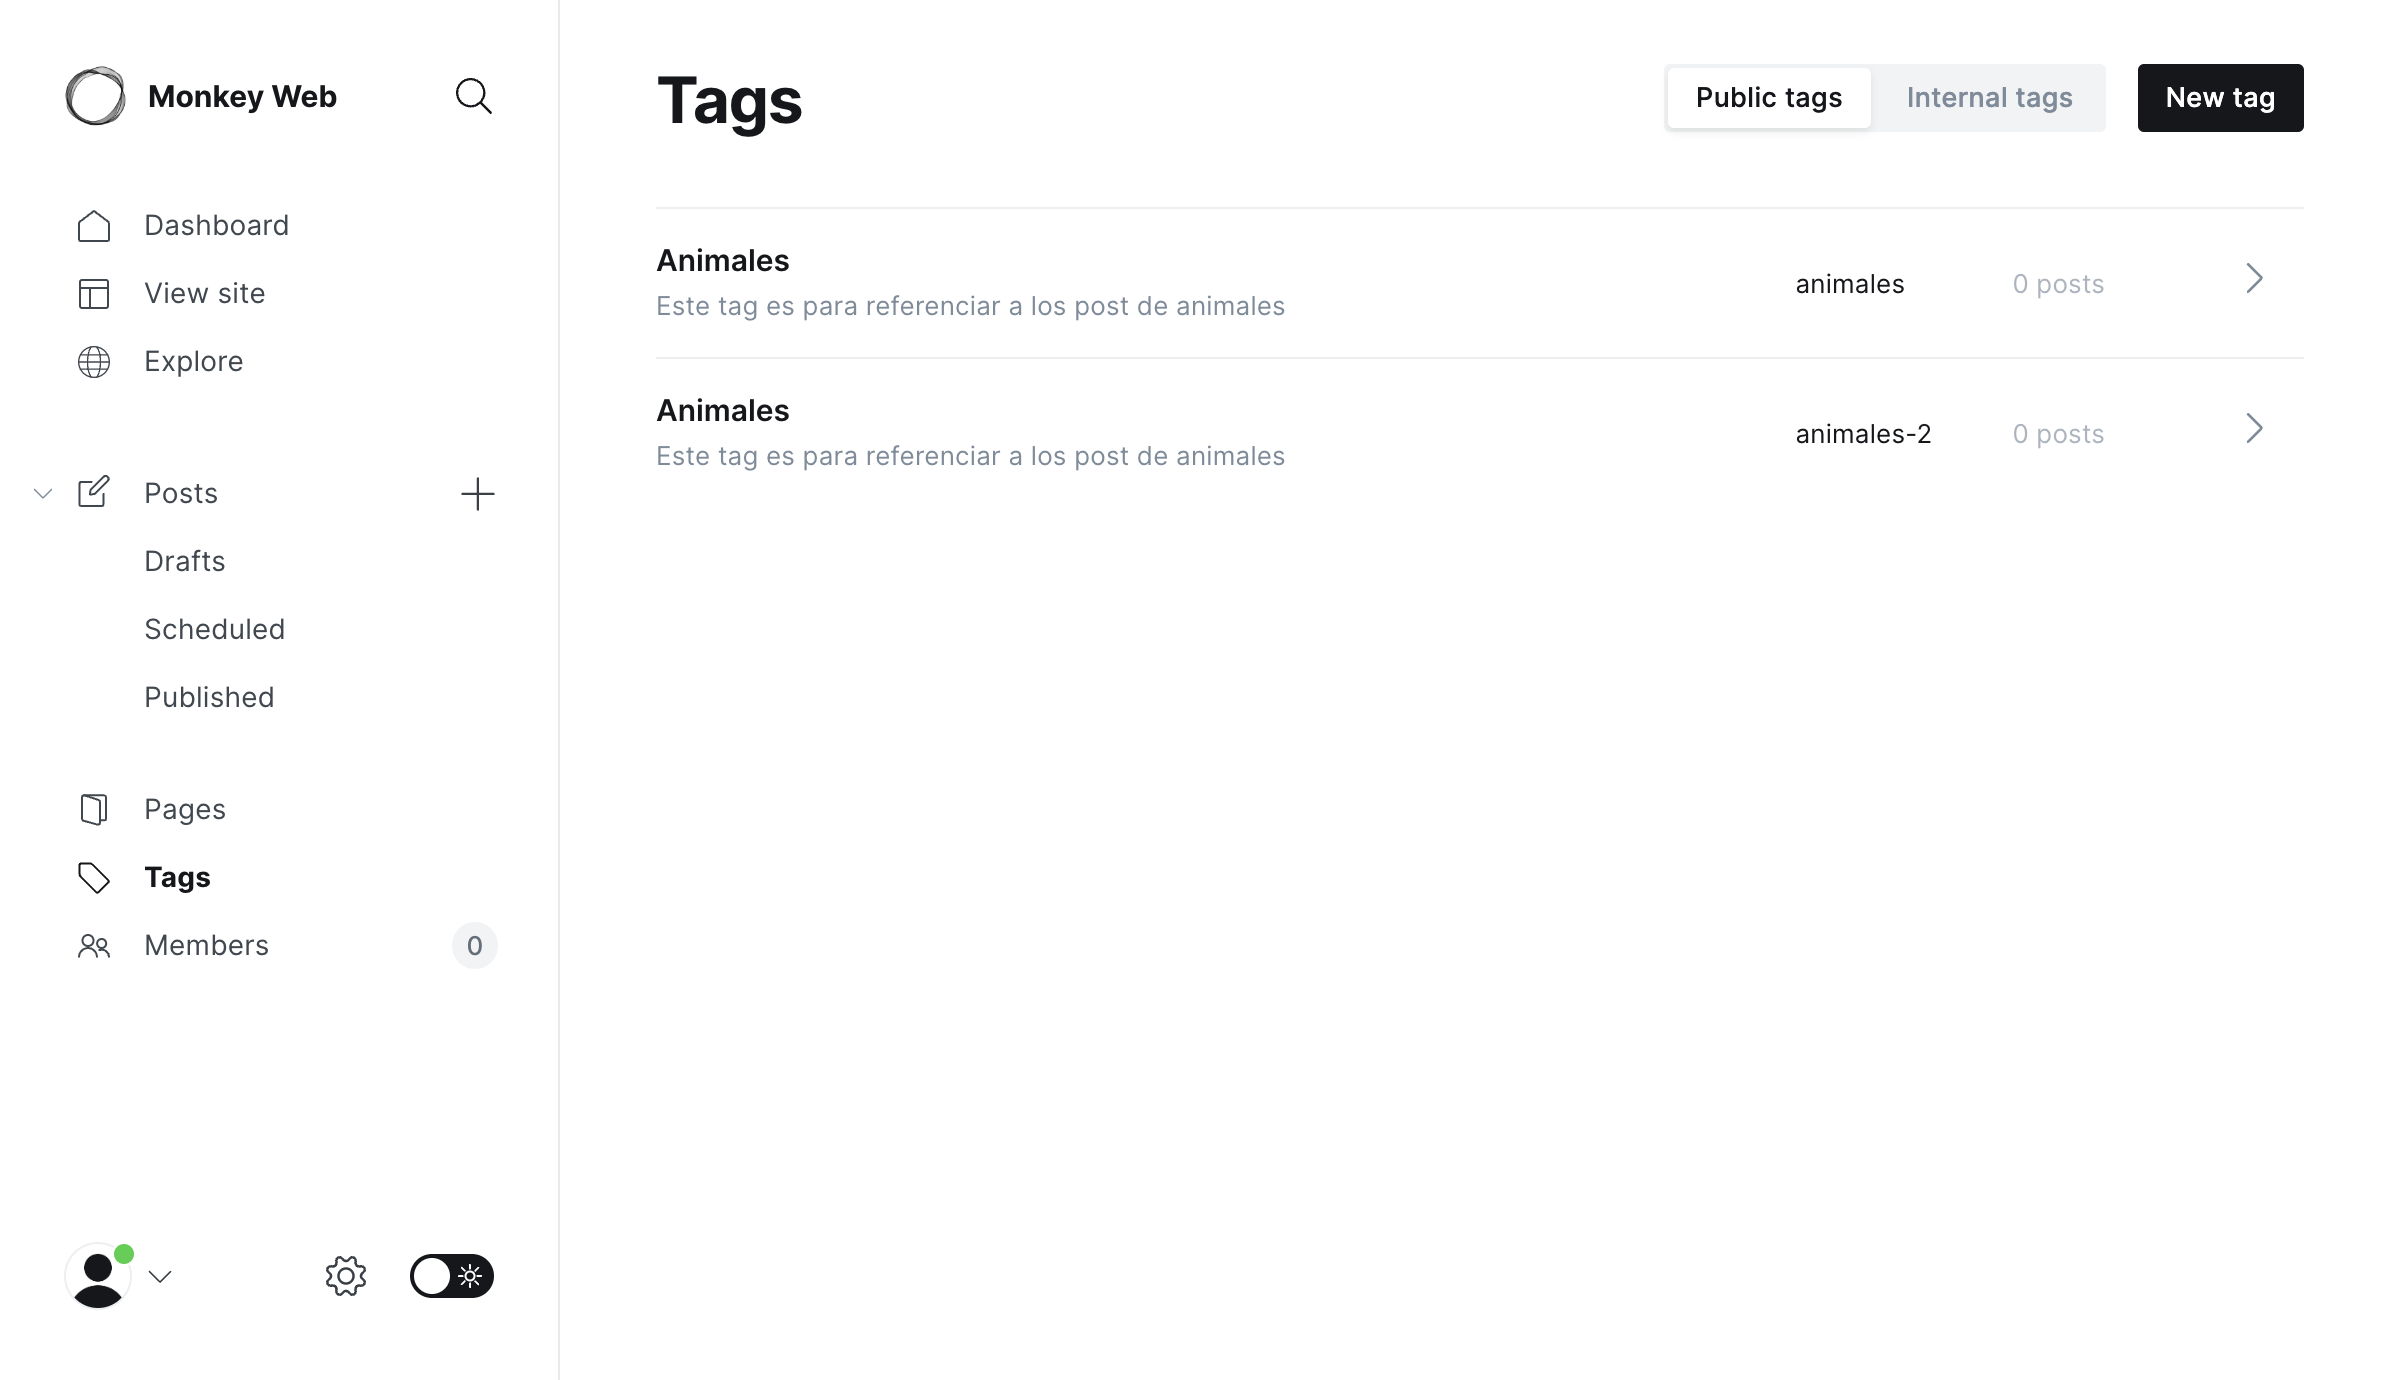 Monkey Web
Dashboard
View site
Explore
Posts
Drafts
Scheduled
Published
Pages
Tags
Members 0
Tags
Public tags Internal tags New tag
Animales
Este tag es para referenciar a los post de animales
animales 0 posts
Animales
Este tag es para referenciar a los post de animales
animales-2 0 posts